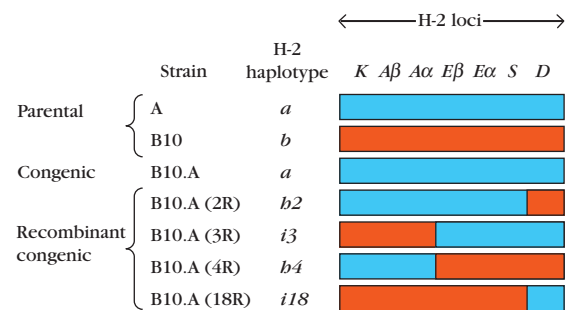 H-2 loci
H-2
Strain haplotype K Aβ Aα Eβ Eα S D
Parental
A a
B10 b
Congenic B10.A a
B10.A (2R) h2
Recombinant congenic
B10.A (3R) i3
B10.A (4R) h4
B10.A (18R) i18